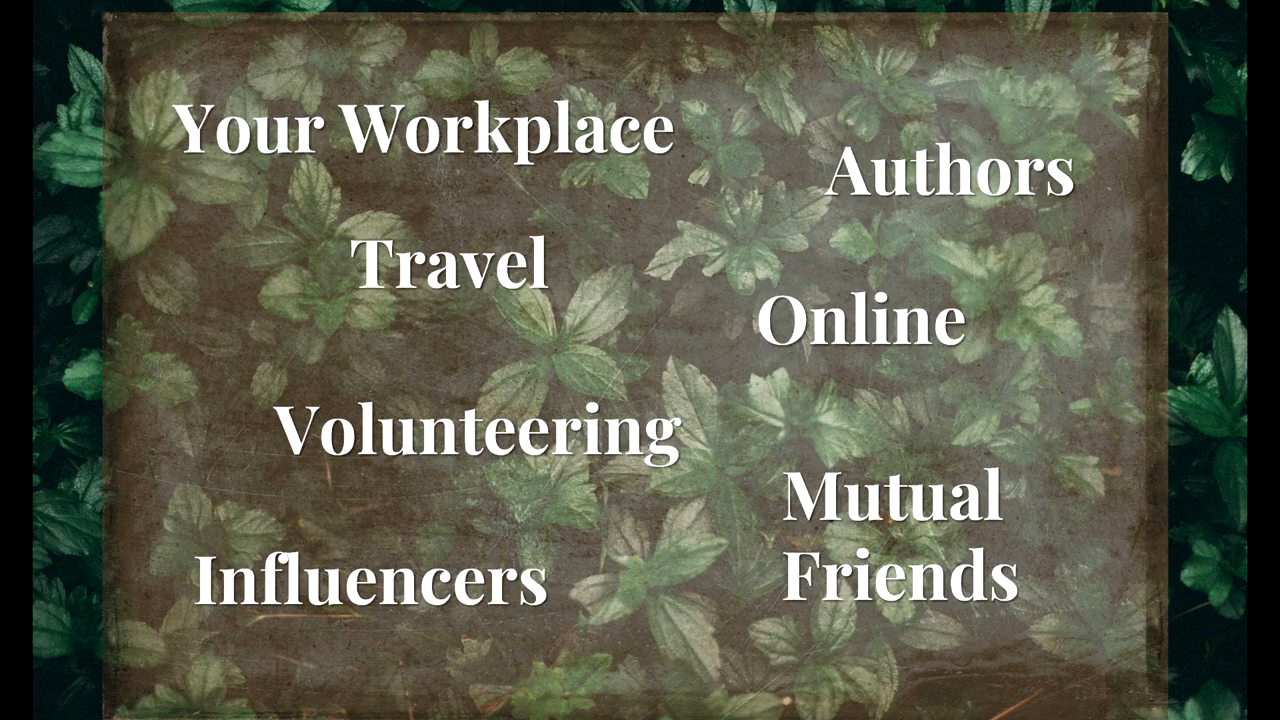 Your Workplace
Authors
Travel
Online
Volunteering
Mutual
Friends
Influencers